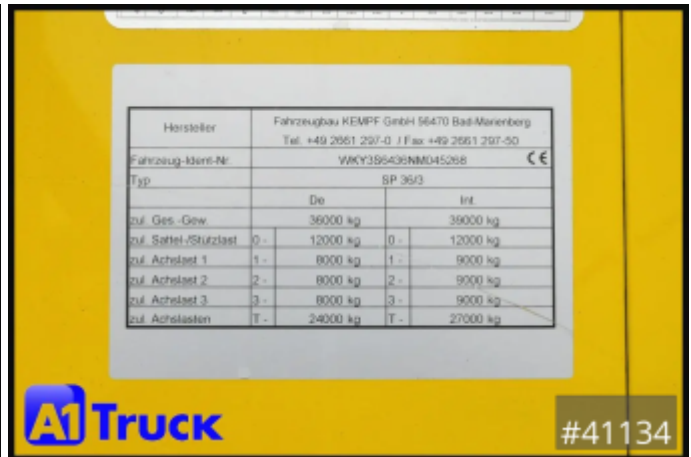 Hersteller Fahrzeugbau KEMPF GmbH 56470 Bad-Marienberg
Tel. +49 2661 297-0 / Fax +49 2661 297-50
Fahrzeug-Ident-Nr. WKY3S6436NM045268 CE
Typ SP 36/3
De Int.
zul. Ges.-Gew. 36000 kg 39000 kg
zul. Sattel-/Stützlast 0 - 12000 kg 0 - 12000 kg
zul. Achslast 1 1 - 8000 kg 1 - 9000 kg
zul. Achslast 2 2 - 8000 kg 2 - 9000 kg
zul. Achslast 3 3 - 8000 kg 3 - 9000 kg
zul. Achslasten T - 24000 kg T - 27000 kg
A1 Truck
#41134